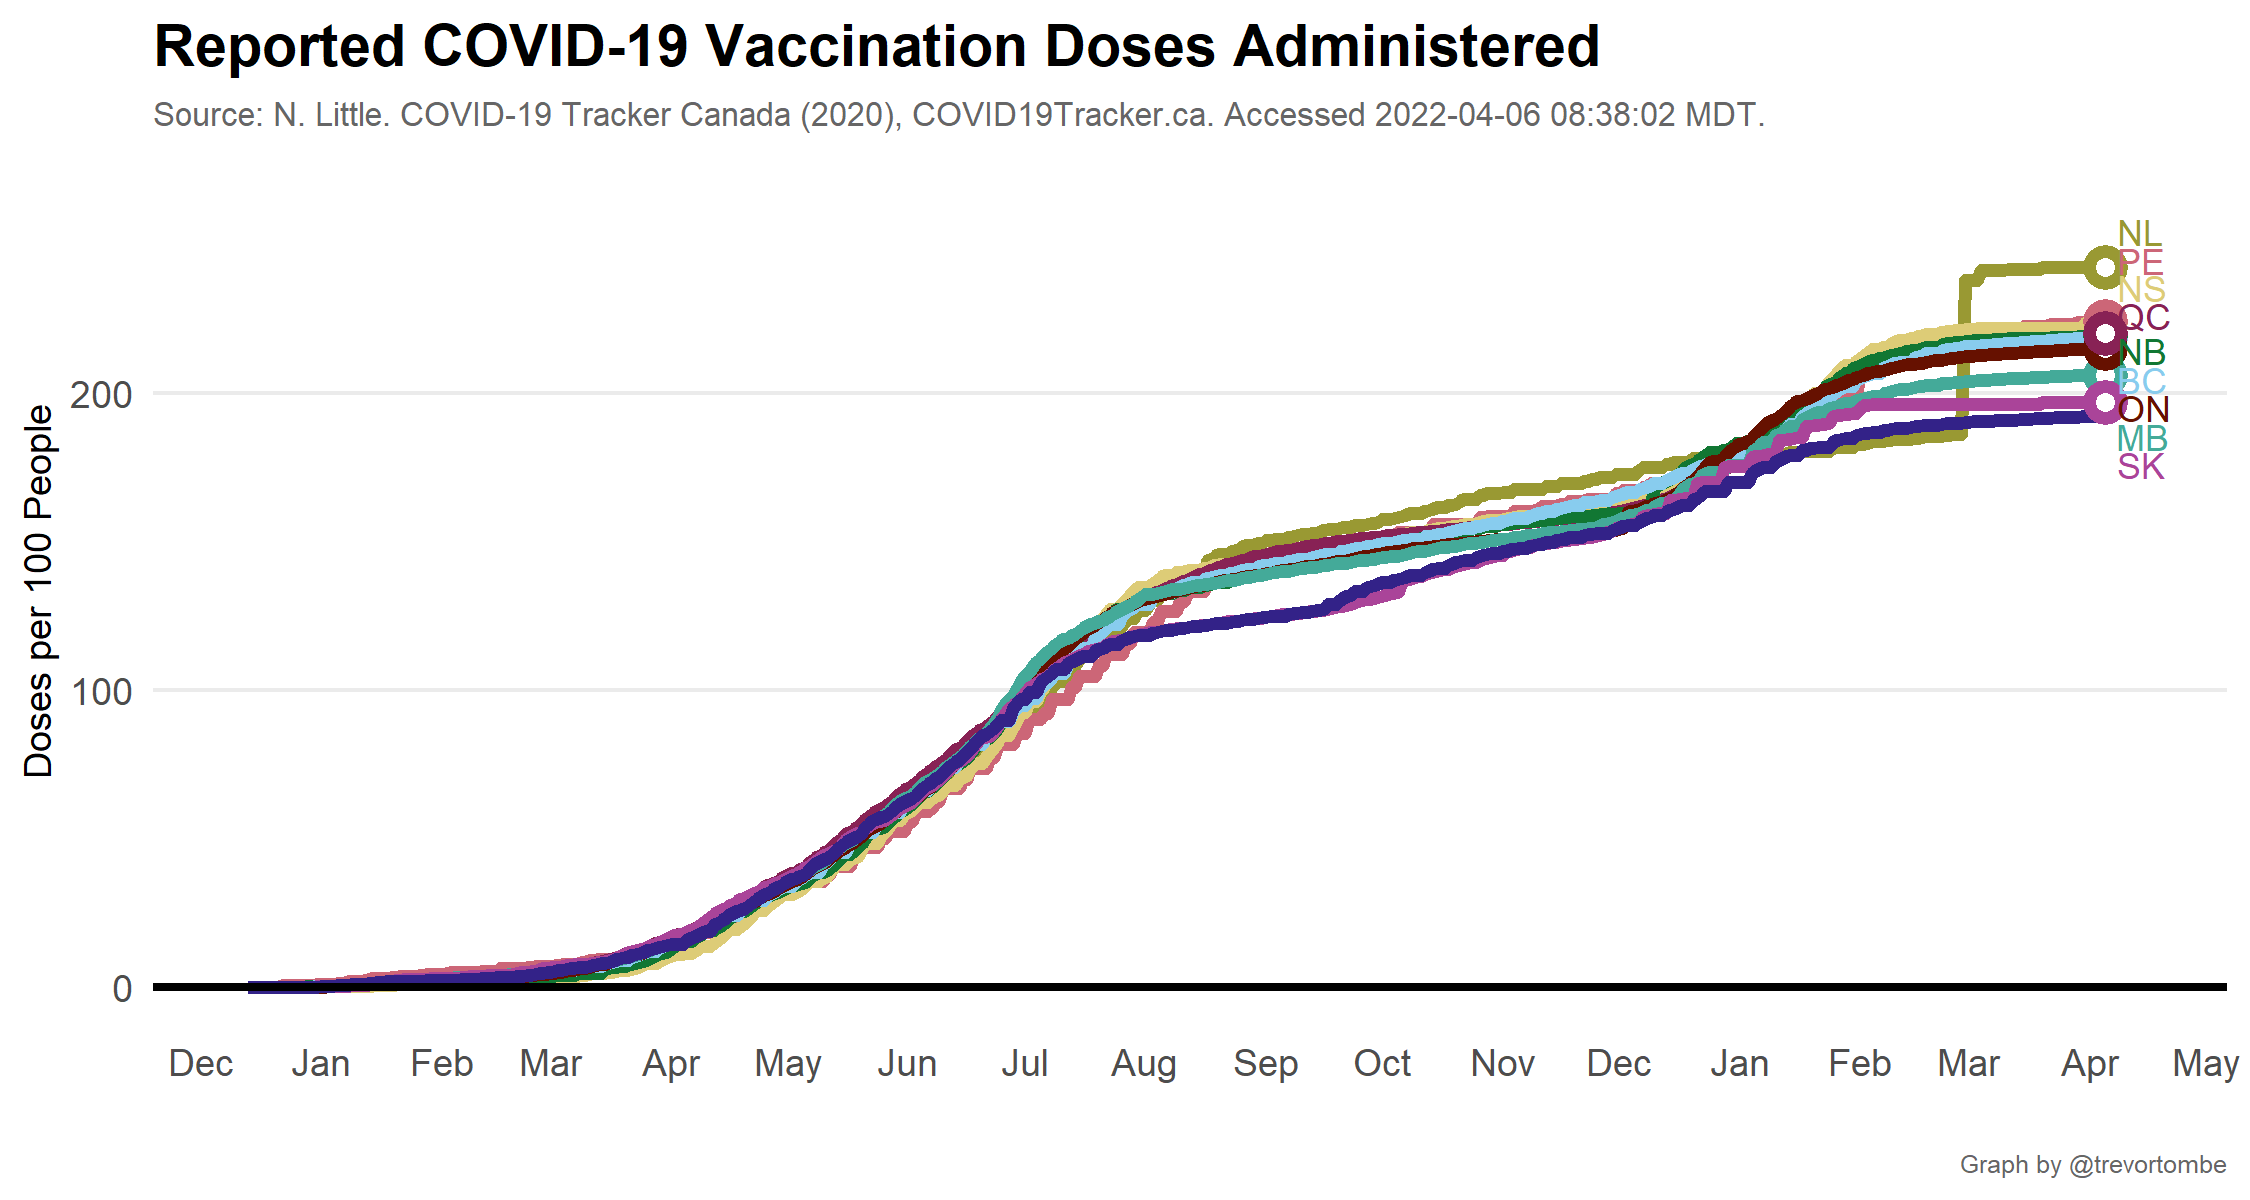 Reported COVID-19 Vaccination Doses Administered
Source: N. Little. COVID-19 Tracker Canada (2020), COVID19Tracker.ca. Accessed 2022-04-06 08:38:02 MDT.
Doses per 100 People
200
100
0
NL
PE
NS
QC
NB
BC
ON
MB
SK
Dec Jan Feb Mar Apr May Jun Jul Aug Sep Oct Nov Dec Jan Feb Mar Apr May
Graph by @trevortombe